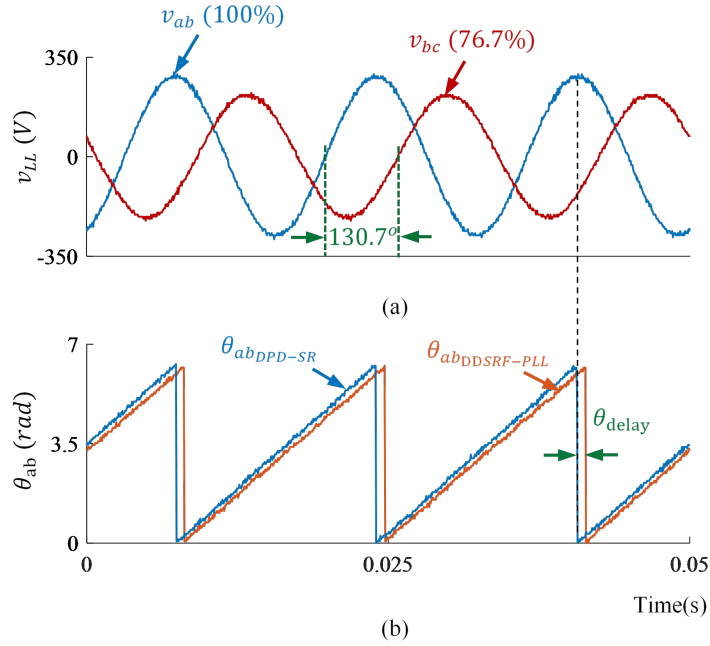 v_ab (100%)
v_bc (76.7%)
350
0
-350
v_LL (V)
130.7°
(a)
7
3.5
0
θ_ab (rad)
θ_ab_DPD−SR
θ_ab_DDSRF−PLL
θ_delay
0
0.025
0.05
Time(s)
(b)